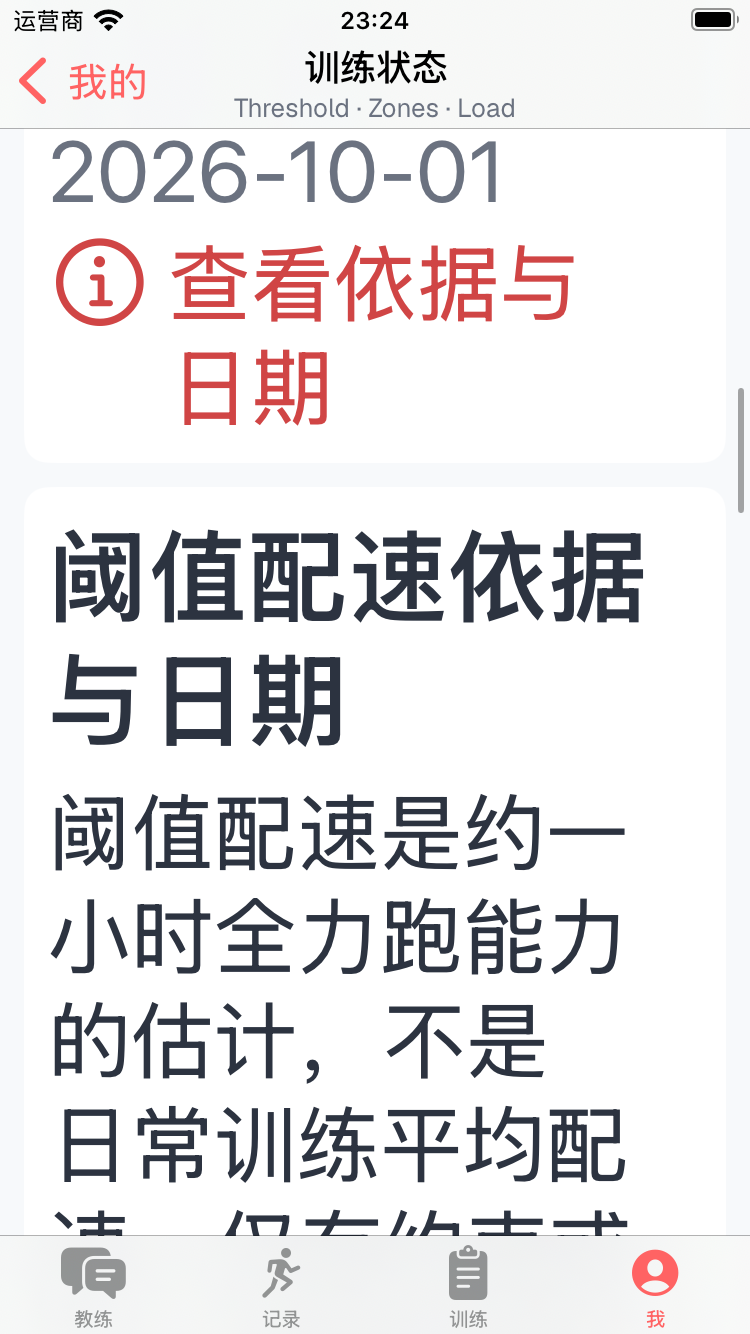 运营商
23:24
我的
训练状态
Threshold · Zones · Load
2026-10-01
查看依据与
日期
阈值配速依据
与日期
阈值配速是约一
小时全力跑能力
的估计，不是
日常训练平均配
教练
记录
训练
我